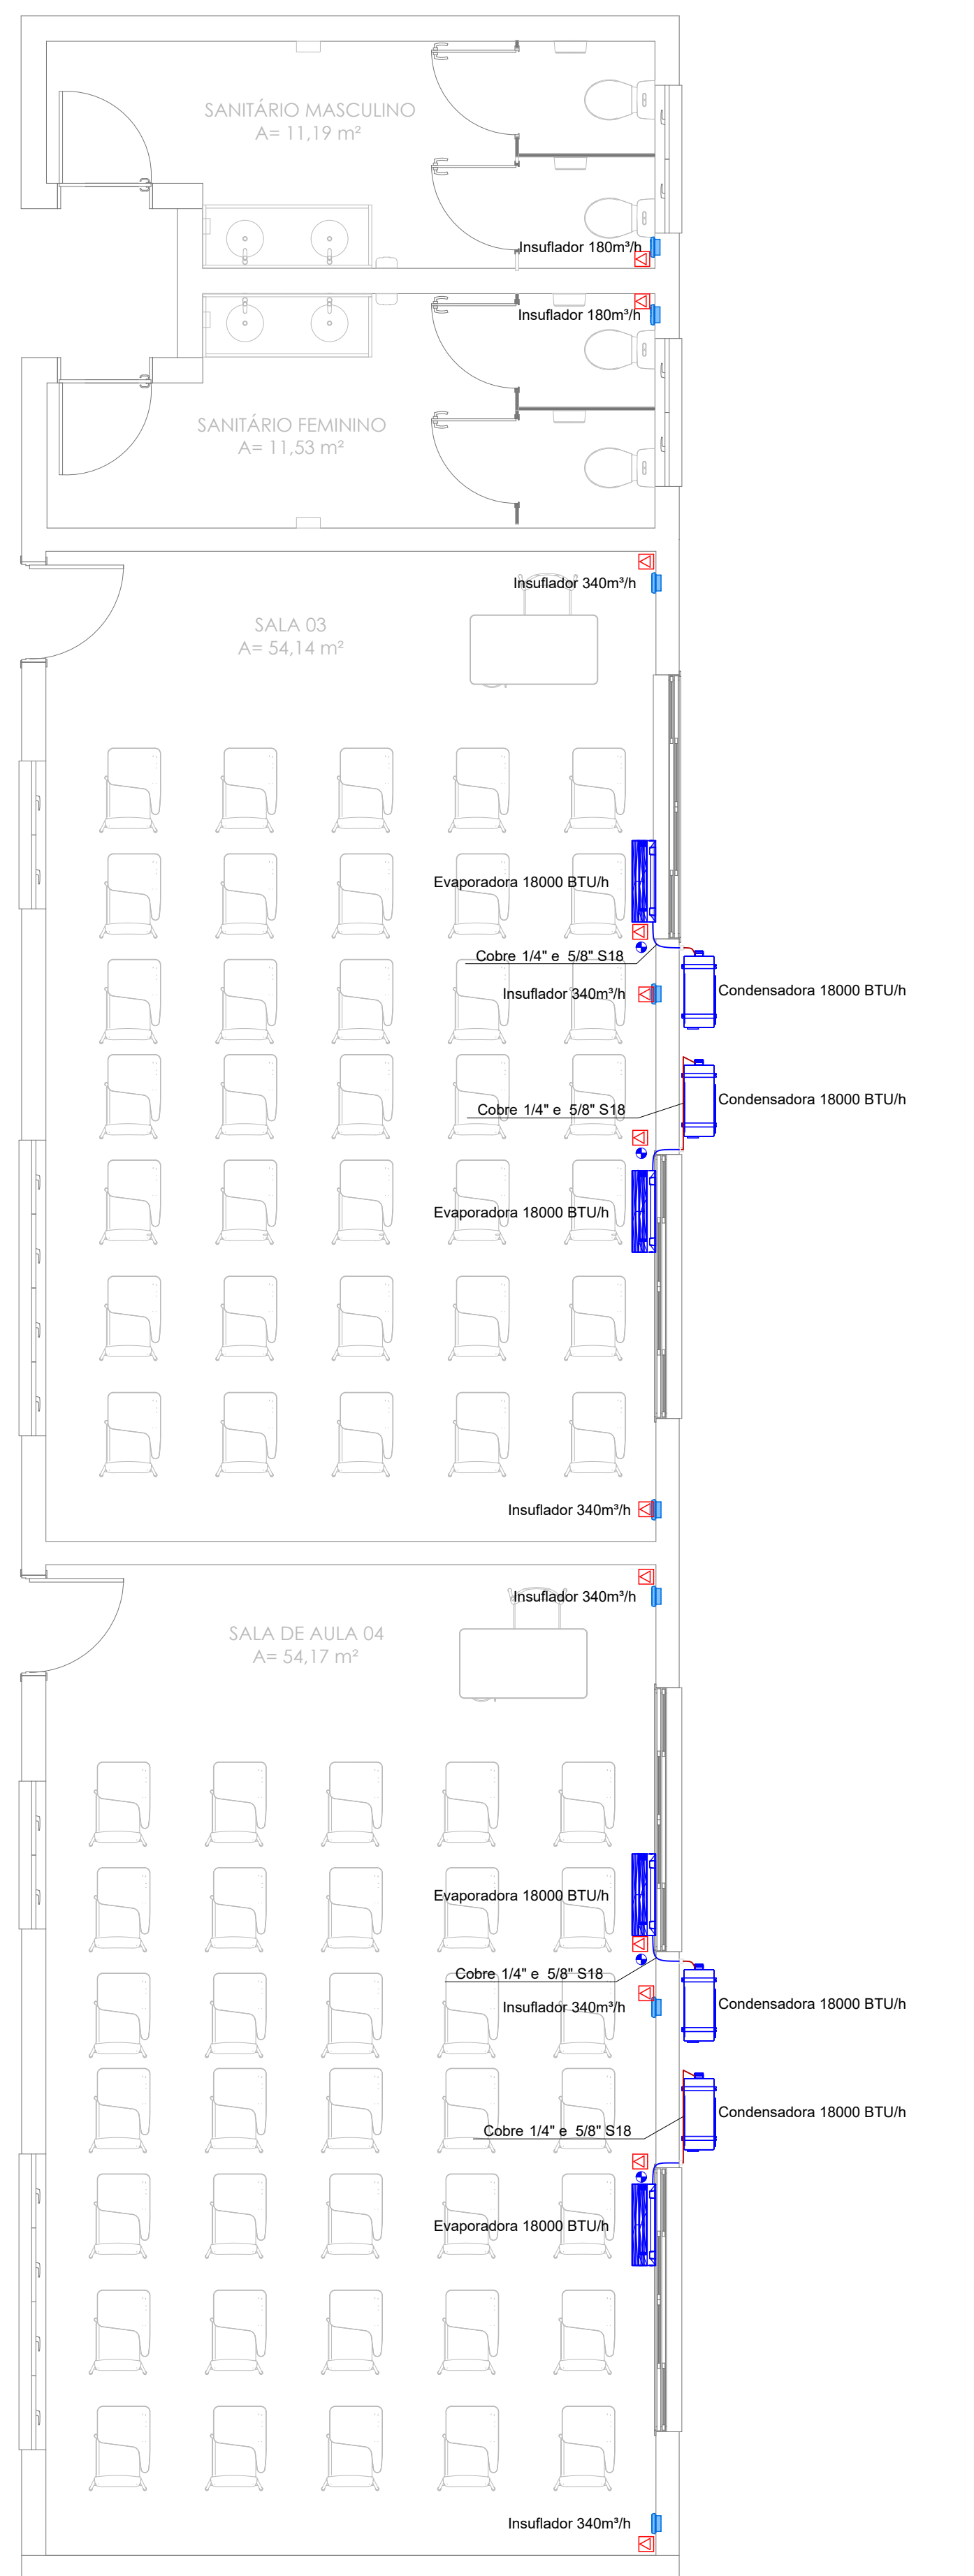 SANITÁRIO MASCULINO
A= 11,19 m²
Insuflador 180m³/h
Insuflador 180m³/h
SANITÁRIO FEMININO
A= 11,53 m²
Insuflador 340m³/h
SALA 03
A= 54,14 m²
Evaporadora 18000 BTU/h
Cobre 1/4" e 5/8" S18
Insuflador 340m³/h
Condensadora 18000 BTU/h
Condensadora 18000 BTU/h
Cobre 1/4" e 5/8" S18
Evaporadora 18000 BTU/h
Insuflador 340m³/h
Insuflador 340m³/h
SALA DE AULA 04
A= 54,17 m²
Evaporadora 18000 BTU/h
Cobre 1/4" e 5/8" S18
Insuflador 340m³/h
Condensadora 18000 BTU/h
Condensadora 18000 BTU/h
Cobre 1/4" e 5/8" S18
Evaporadora 18000 BTU/h
Insuflador 340m³/h